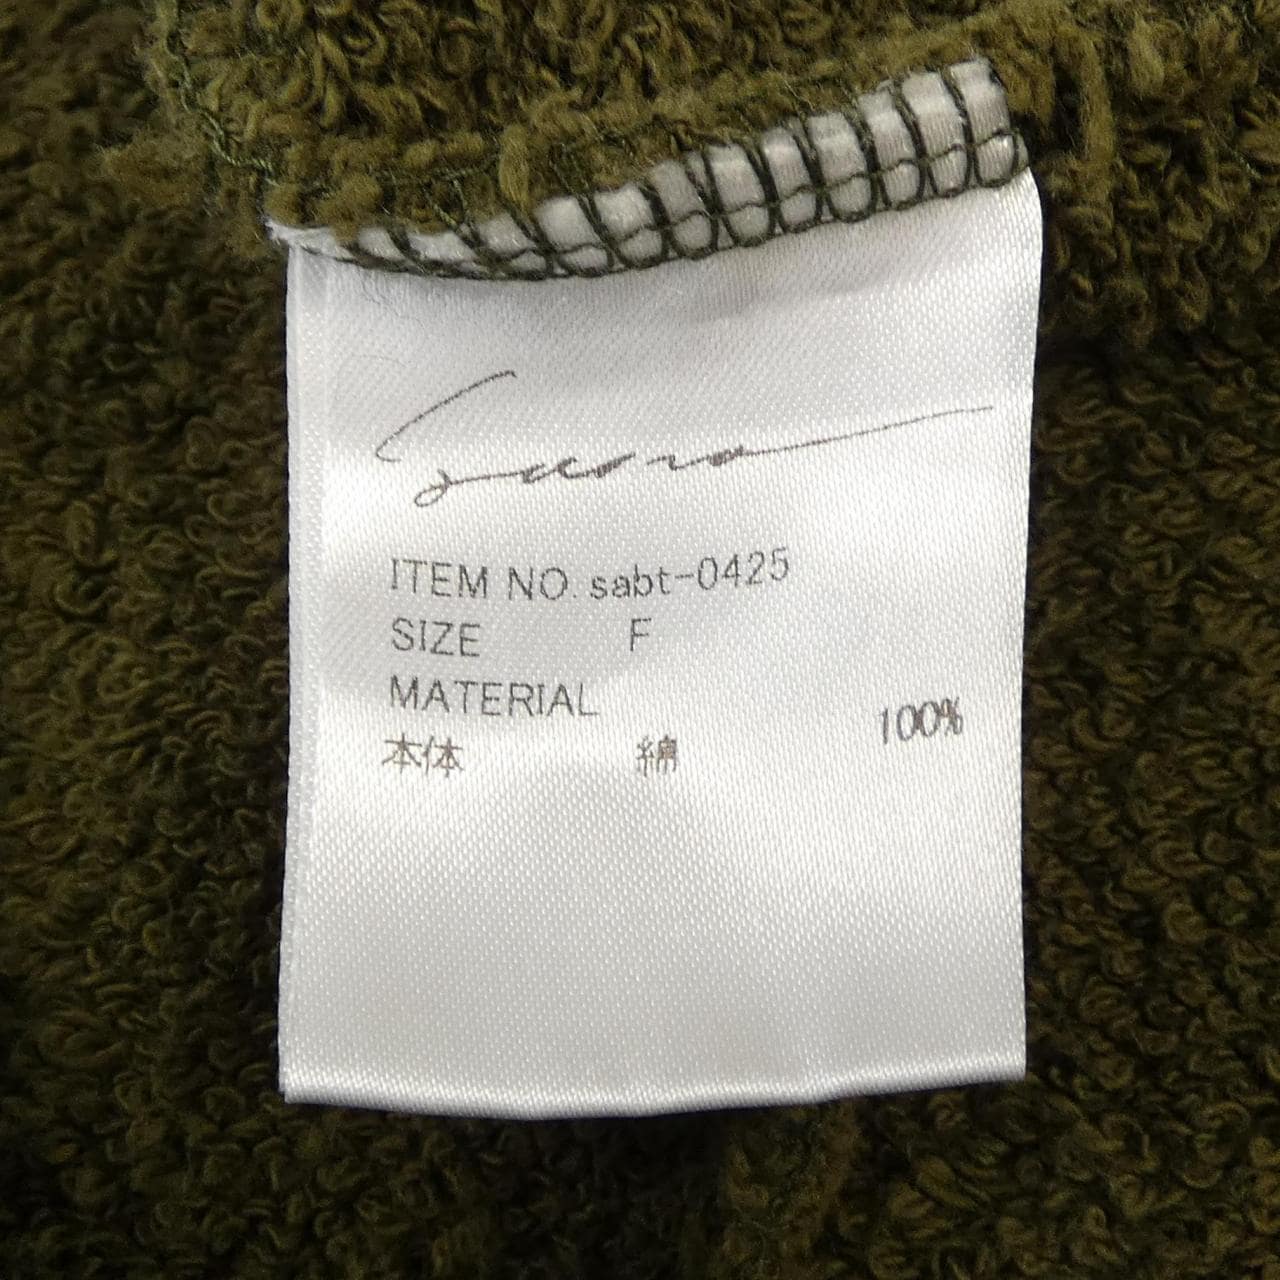 ITEM NO. sabt-0425
SIZE F
MATERIAL
本体 綿 100%